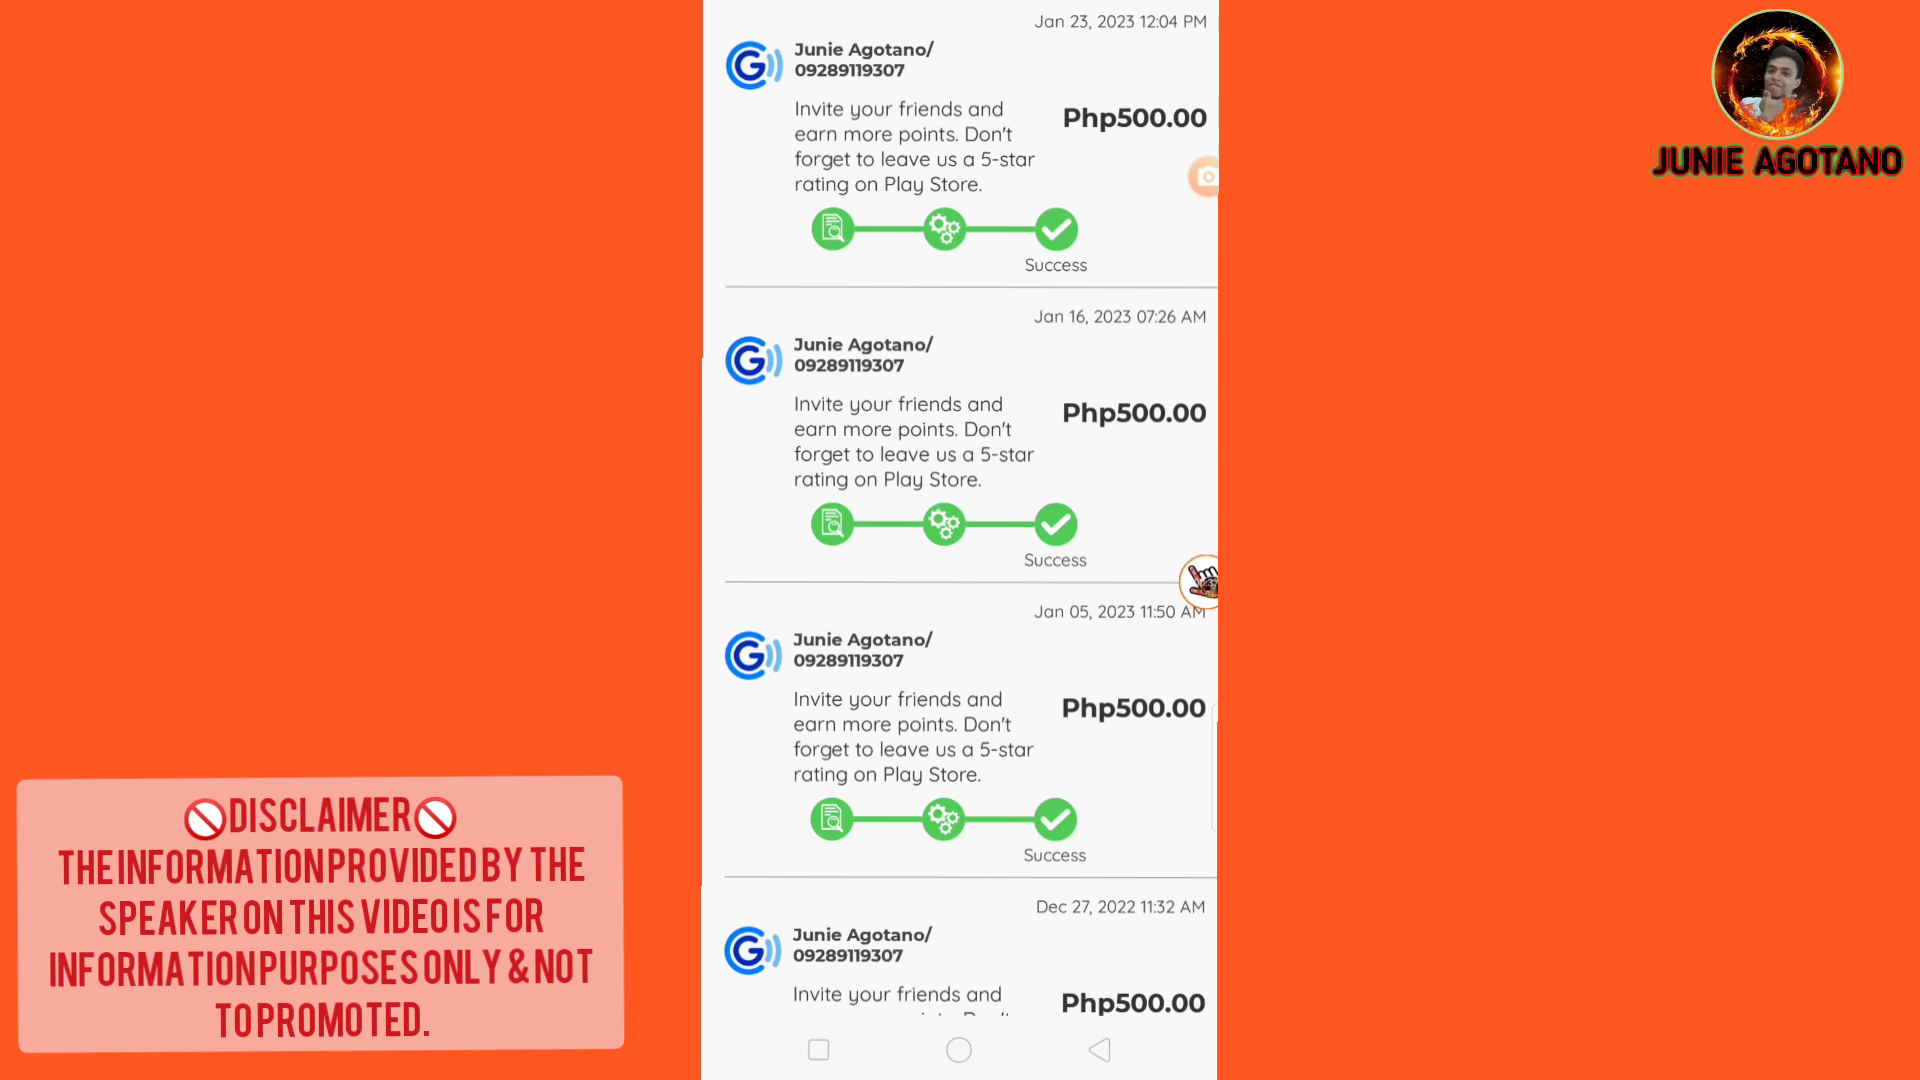 Jan 23, 2023 12:04 PM
Junie Agotano/
09289119307
Invite your friends and
earn more points. Don't
forget to leave us a 5-star
rating on Play Store.
Php500.00
Success
Jan 16, 2023 07:26 AM
Junie Agotano/
09289119307
Invite your friends and
earn more points. Don't
forget to leave us a 5-star
rating on Play Store.
Php500.00
Success
Jan 05, 2023 11:50 AM
Junie Agotano/
09289119307
Invite your friends and
earn more points. Don't
forget to leave us a 5-star
rating on Play Store.
Php500.00
Success
Dec 27, 2022 11:32 AM
Junie Agotano/
09289119307
Invite your friends and
Php500.00
JUNIE AGOTANO
DISCLAIMER
THE INFORMATION PROVIDED BY THE
SPEAKER ON THIS VIDEO IS FOR
INFORMATION PURPOSES ONLY & NOT
TO PROMOTED.